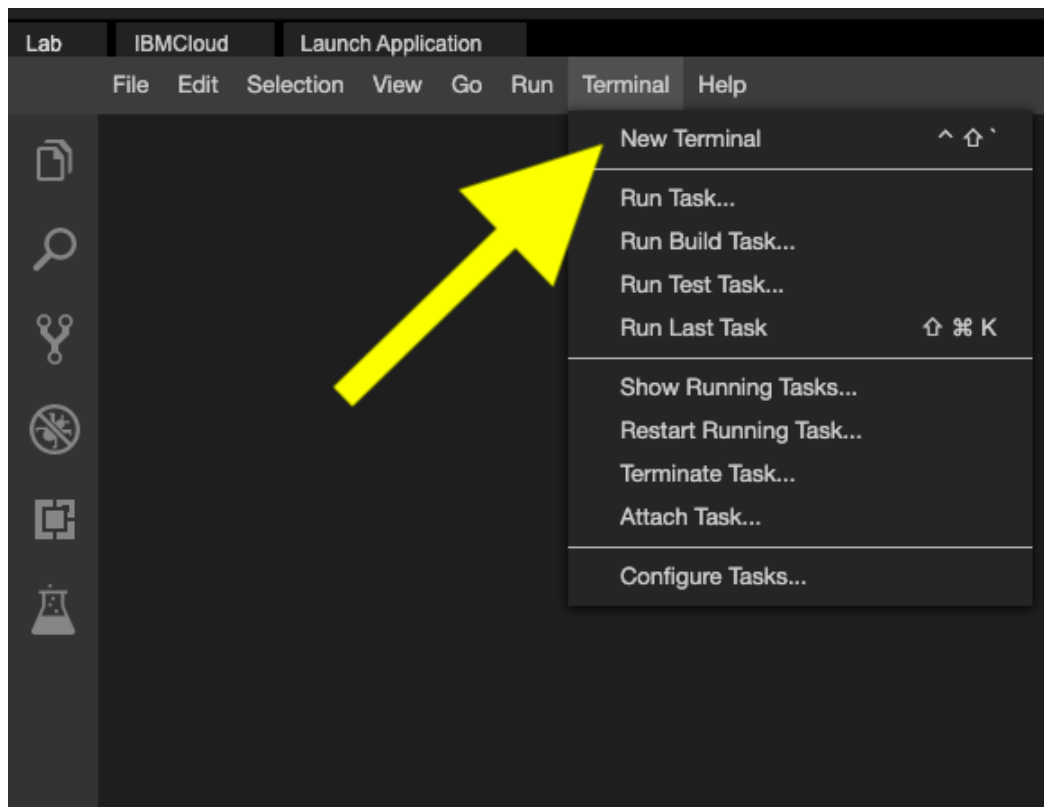 Lab IBMCloud Launch Application
File Edit Selection View Go Run Terminal Help
New Terminal ^ ⇧ `
Run Task...
Run Build Task...
Run Test Task...
Run Last Task ⇧ ⌘ K
Show Running Tasks...
Restart Running Task...
Terminate Task...
Attach Task...
Configure Tasks...